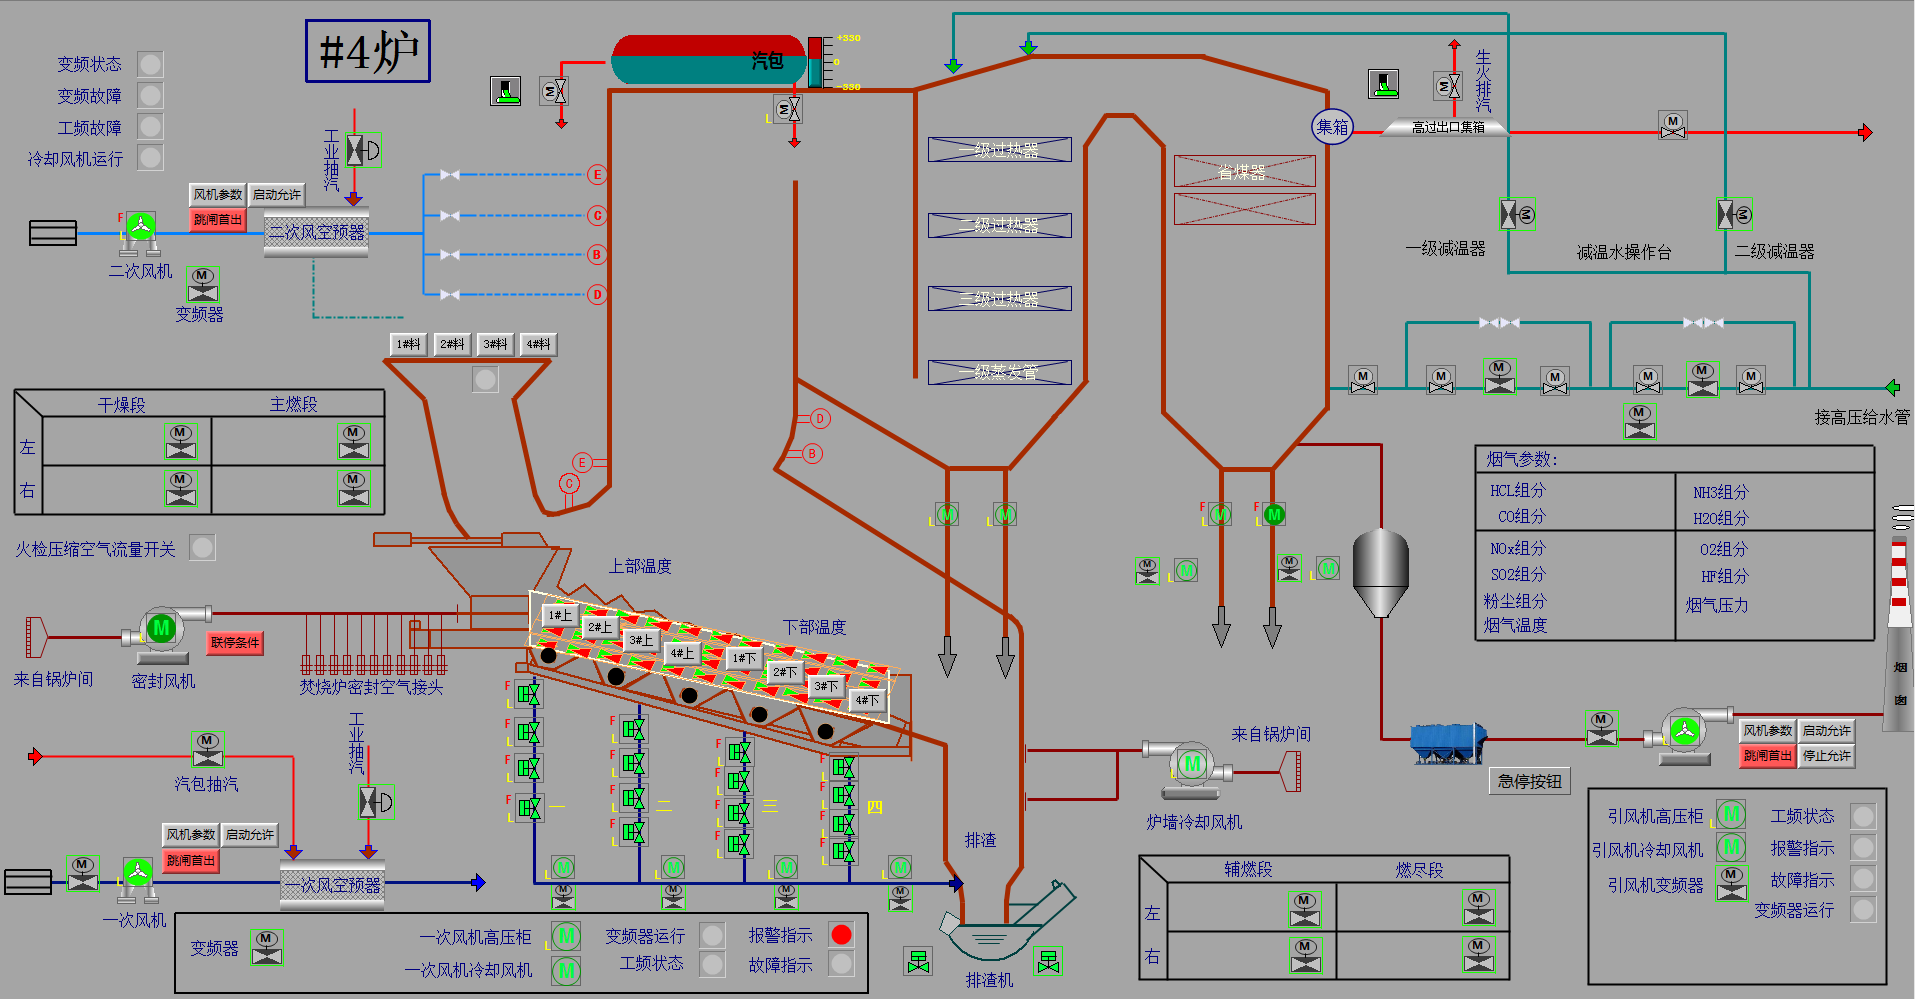 #4炉
汽包
+330
0
-330
变频状态
变频故障
工频故障
冷却风机运行
工业抽汽
生火排汽
集箱
高过出口集箱
风机参数
启动允许
跳闸首出
二次风空预器
二次风机
变频器
E
C
B
D
一级过热器
二级过热器
三级过热器
一级蒸发管
省煤器
一级减温器
减温水操作台
二级减温器
接高压给水管
1#料
2#料
3#料
4#料
干燥段
主燃段
左
右
D
B
E
C
火检压缩空气流量开关
上部温度
下部温度
烟气参数:
HCL组分
NH3组分
CO组分
H2O组分
NOx组分
O2组分
SO2组分
HF组分
粉尘组分
烟气压力
烟气温度
烟囱
1#上
2#上
3#上
4#上
1#下
2#下
3#下
4#下
联停条件
来自锅炉间
密封风机
焚烧炉密封空气接头
工业抽汽
汽包抽汽
风机参数
启动允许
跳闸首出
一次风空预器
一次风机
一
二
三
四
来自锅炉间
炉墙冷却风机
排渣
排渣机
急停按钮
风机参数
启动允许
跳闸首出
停止允许
引风机高压柜
工频状态
引风机冷却风机
报警指示
引风机变频器
故障指示
变频器运行
辅燃段
燃尽段
左
右
变频器
一次风机高压柜
变频器运行
报警指示
一次风机冷却风机
工频状态
故障指示